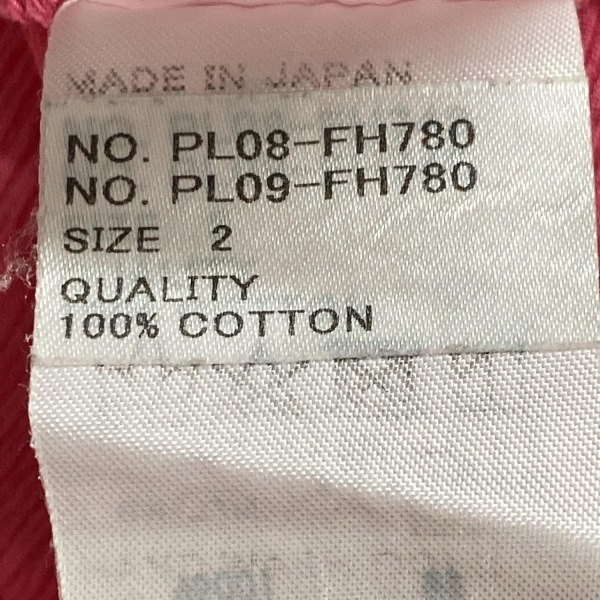 MADE IN JAPAN
NO. PL08-FH780
NO. PL09-FH780
SIZE 2
QUALITY
100% COTTON